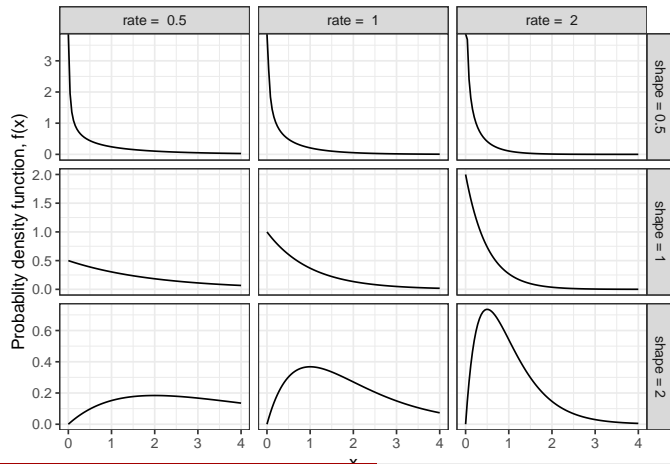 rate = 0.5 rate = 1 rate = 2
Probablity density function, f(x)
3
2
1
0
shape = 0.5
2.0
1.5
1.0
0.5
0.0
shape = 1
0.6
0.4
0.2
0.0
shape = 2
0 1 2 3 4 0 1 2 3 4 0 1 2 3 4
x